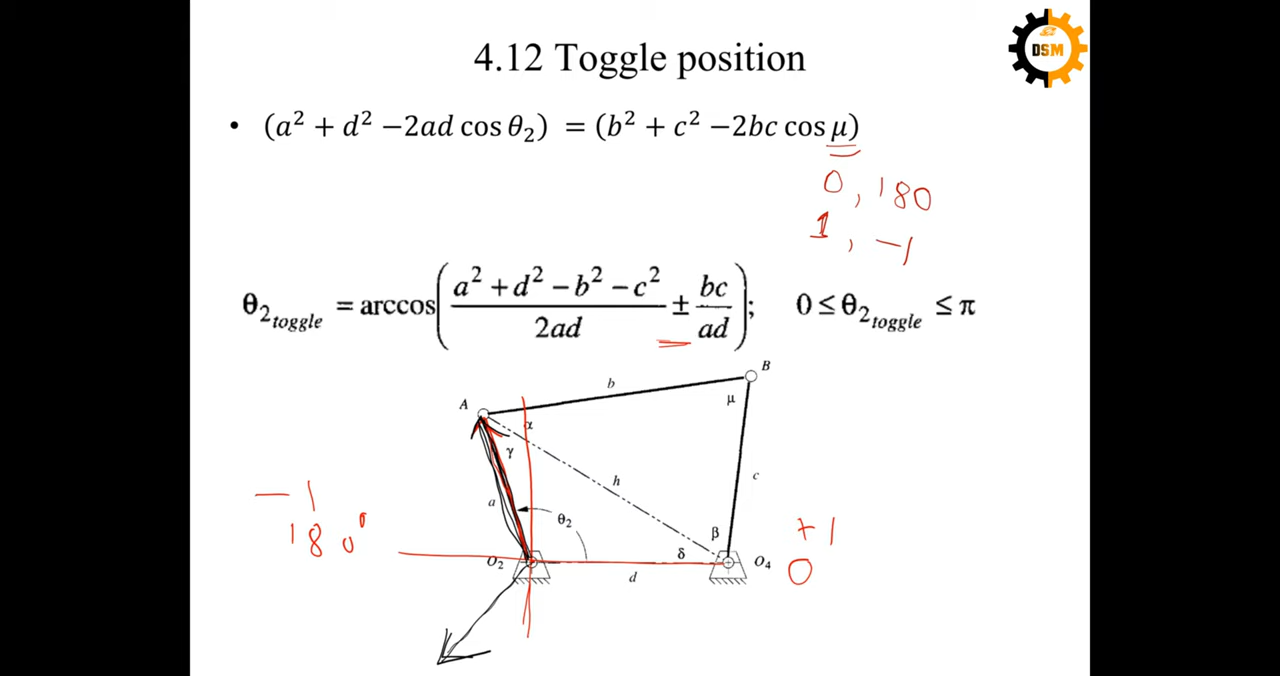 4.12 Toggle position
DSM
• (a² + d² −2ad cos θ₂) = (b² + c² −2bc cos μ)
0, 180
1, −1
θ₂toggle = arccos( (a² + d² − b² − c²)/2ad ± bc/ad ); 0 ≤ θ₂toggle ≤ π
B
b
A
μ
α
γ
h
c
−1
a
θ₂
+1
180°
β
δ
O₂
O₄
0
d